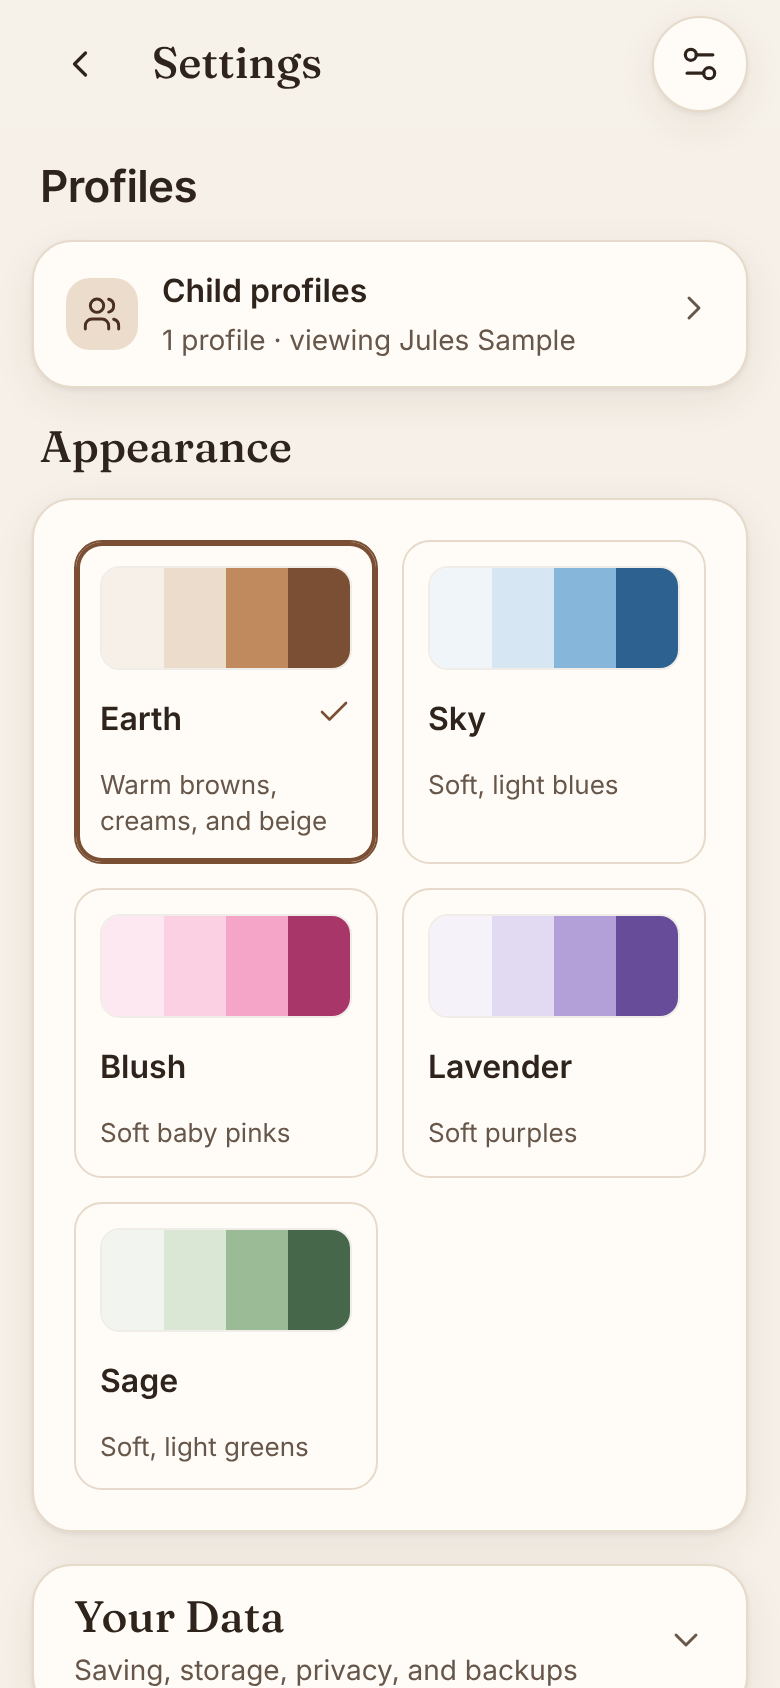 Settings
Profiles
Child profiles
1 profile · viewing Jules Sample
Appearance
Earth
Warm browns,
creams, and beige
Sky
Soft, light blues
Blush
Soft baby pinks
Lavender
Soft purples
Sage
Soft, light greens
Your Data
Saving, storage, privacy, and backups